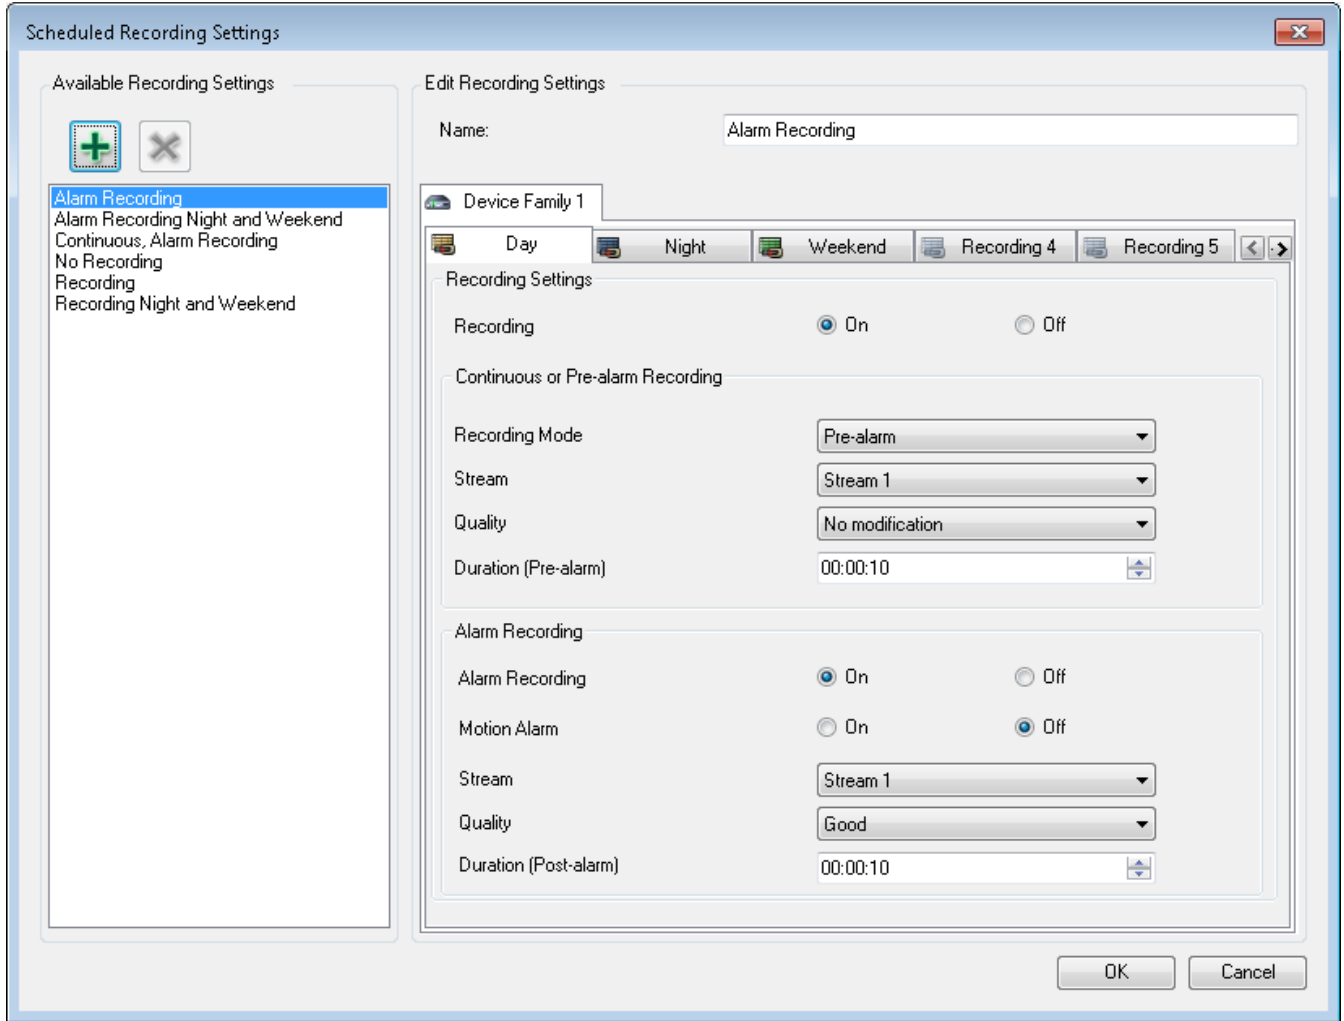 Scheduled Recording Settings
Available Recording Settings
Alarm Recording
Alarm Recording Night and Weekend
Continuous, Alarm Recording
No Recording
Recording
Recording Night and Weekend
Edit Recording Settings
Name: Alarm Recording
Device Family 1
Day Night Weekend Recording 4 Recording 5
Recording Settings
Recording On Off
Continuous or Pre-alarm Recording
Recording Mode Pre-alarm
Stream Stream 1
Quality No modification
Duration (Pre-alarm) 00:00:10
Alarm Recording
Alarm Recording On Off
Motion Alarm On Off
Stream Stream 1
Quality Good
Duration (Post-alarm) 00:00:10
OK Cancel